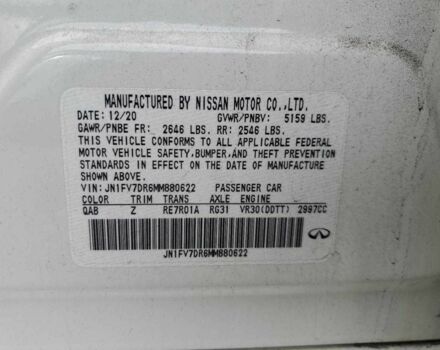 MANUFACTURED BY NISSAN MOTOR CO.,LTD.
DATE: 12/20 GVWR/PNBV: 5159 LBS.
GAWR/PNBE FR: 2646 LBS. RR: 2546 LBS.
THIS VEHICLE CONFORMS TO ALL APPLICABLE FEDERAL
MOTOR VEHICLE SAFETY, BUMPER, AND THEFT PREVENTION
STANDARDS IN EFFECT ON THE DATE OF MANUFACTURE
SHOWN ABOVE.
VIN: JN1FV7DR6MM880622 PASSENGER CAR
COLOR TRIM TRANS AXLE ENGINE
QAB Z RE7R01A RG31 VR30(DDTT) 2997CC
JN1FV7DR6MM880622